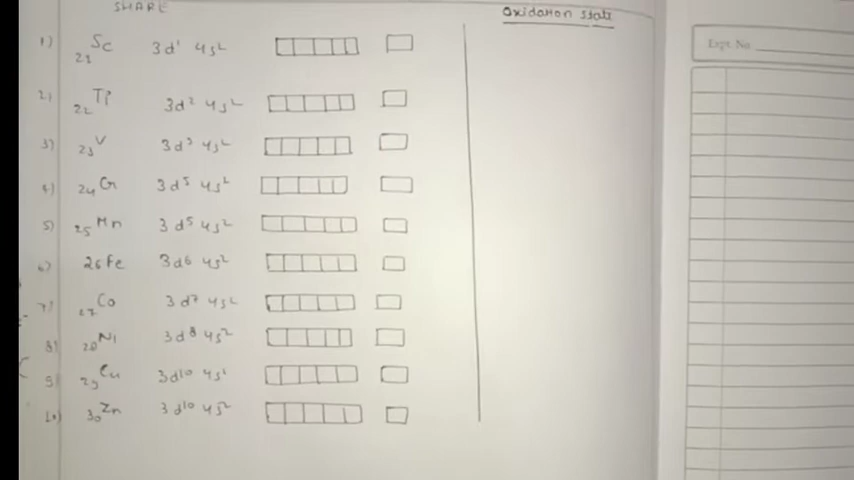 SHARE
Oxidation state
Expt. No
1) 21Sc 3d¹ 4s²
2) 22Ti 3d² 4s²
3) 23V 3d³ 4s²
4) 24Cr 3d⁵ 4s²
5) 25Mn 3d⁵ 4s²
6) 26Fe 3d6 4s²
7) 27Co 3d⁷ 4s²
8) 28Ni 3d8 4s²
9) 29Cu 3d¹⁰ 4s¹
10) 30Zn 3d¹⁰ 4s²